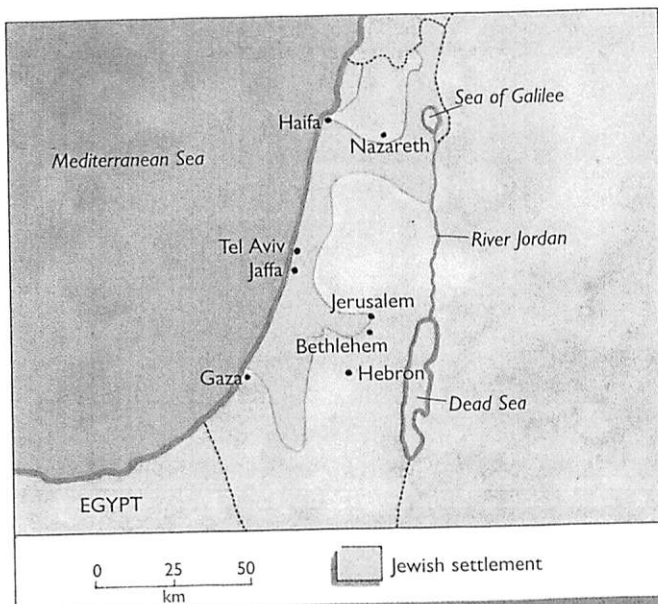 Sea of Galilee
Haifa
Nazareth
Mediterranean Sea
Tel Aviv
River Jordan
Jaffa
Jerusalem
Bethlehem
Gaza
Hebron
Dead Sea
EGYPT
0 25 50
km
Jewish settlement